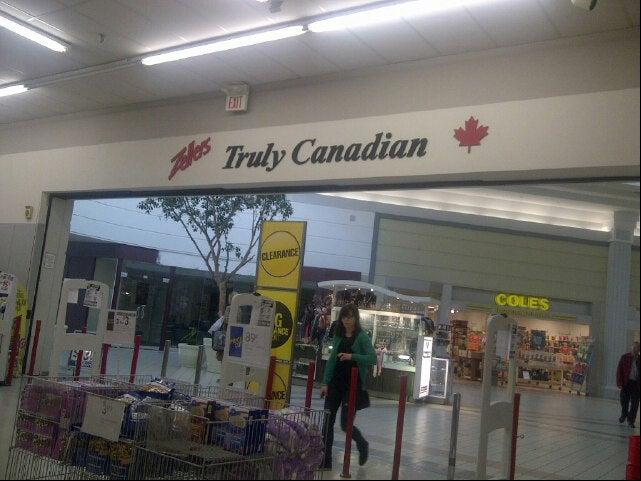 EXIT
Zellers Truly Canadian
CLEARANCE
COLES